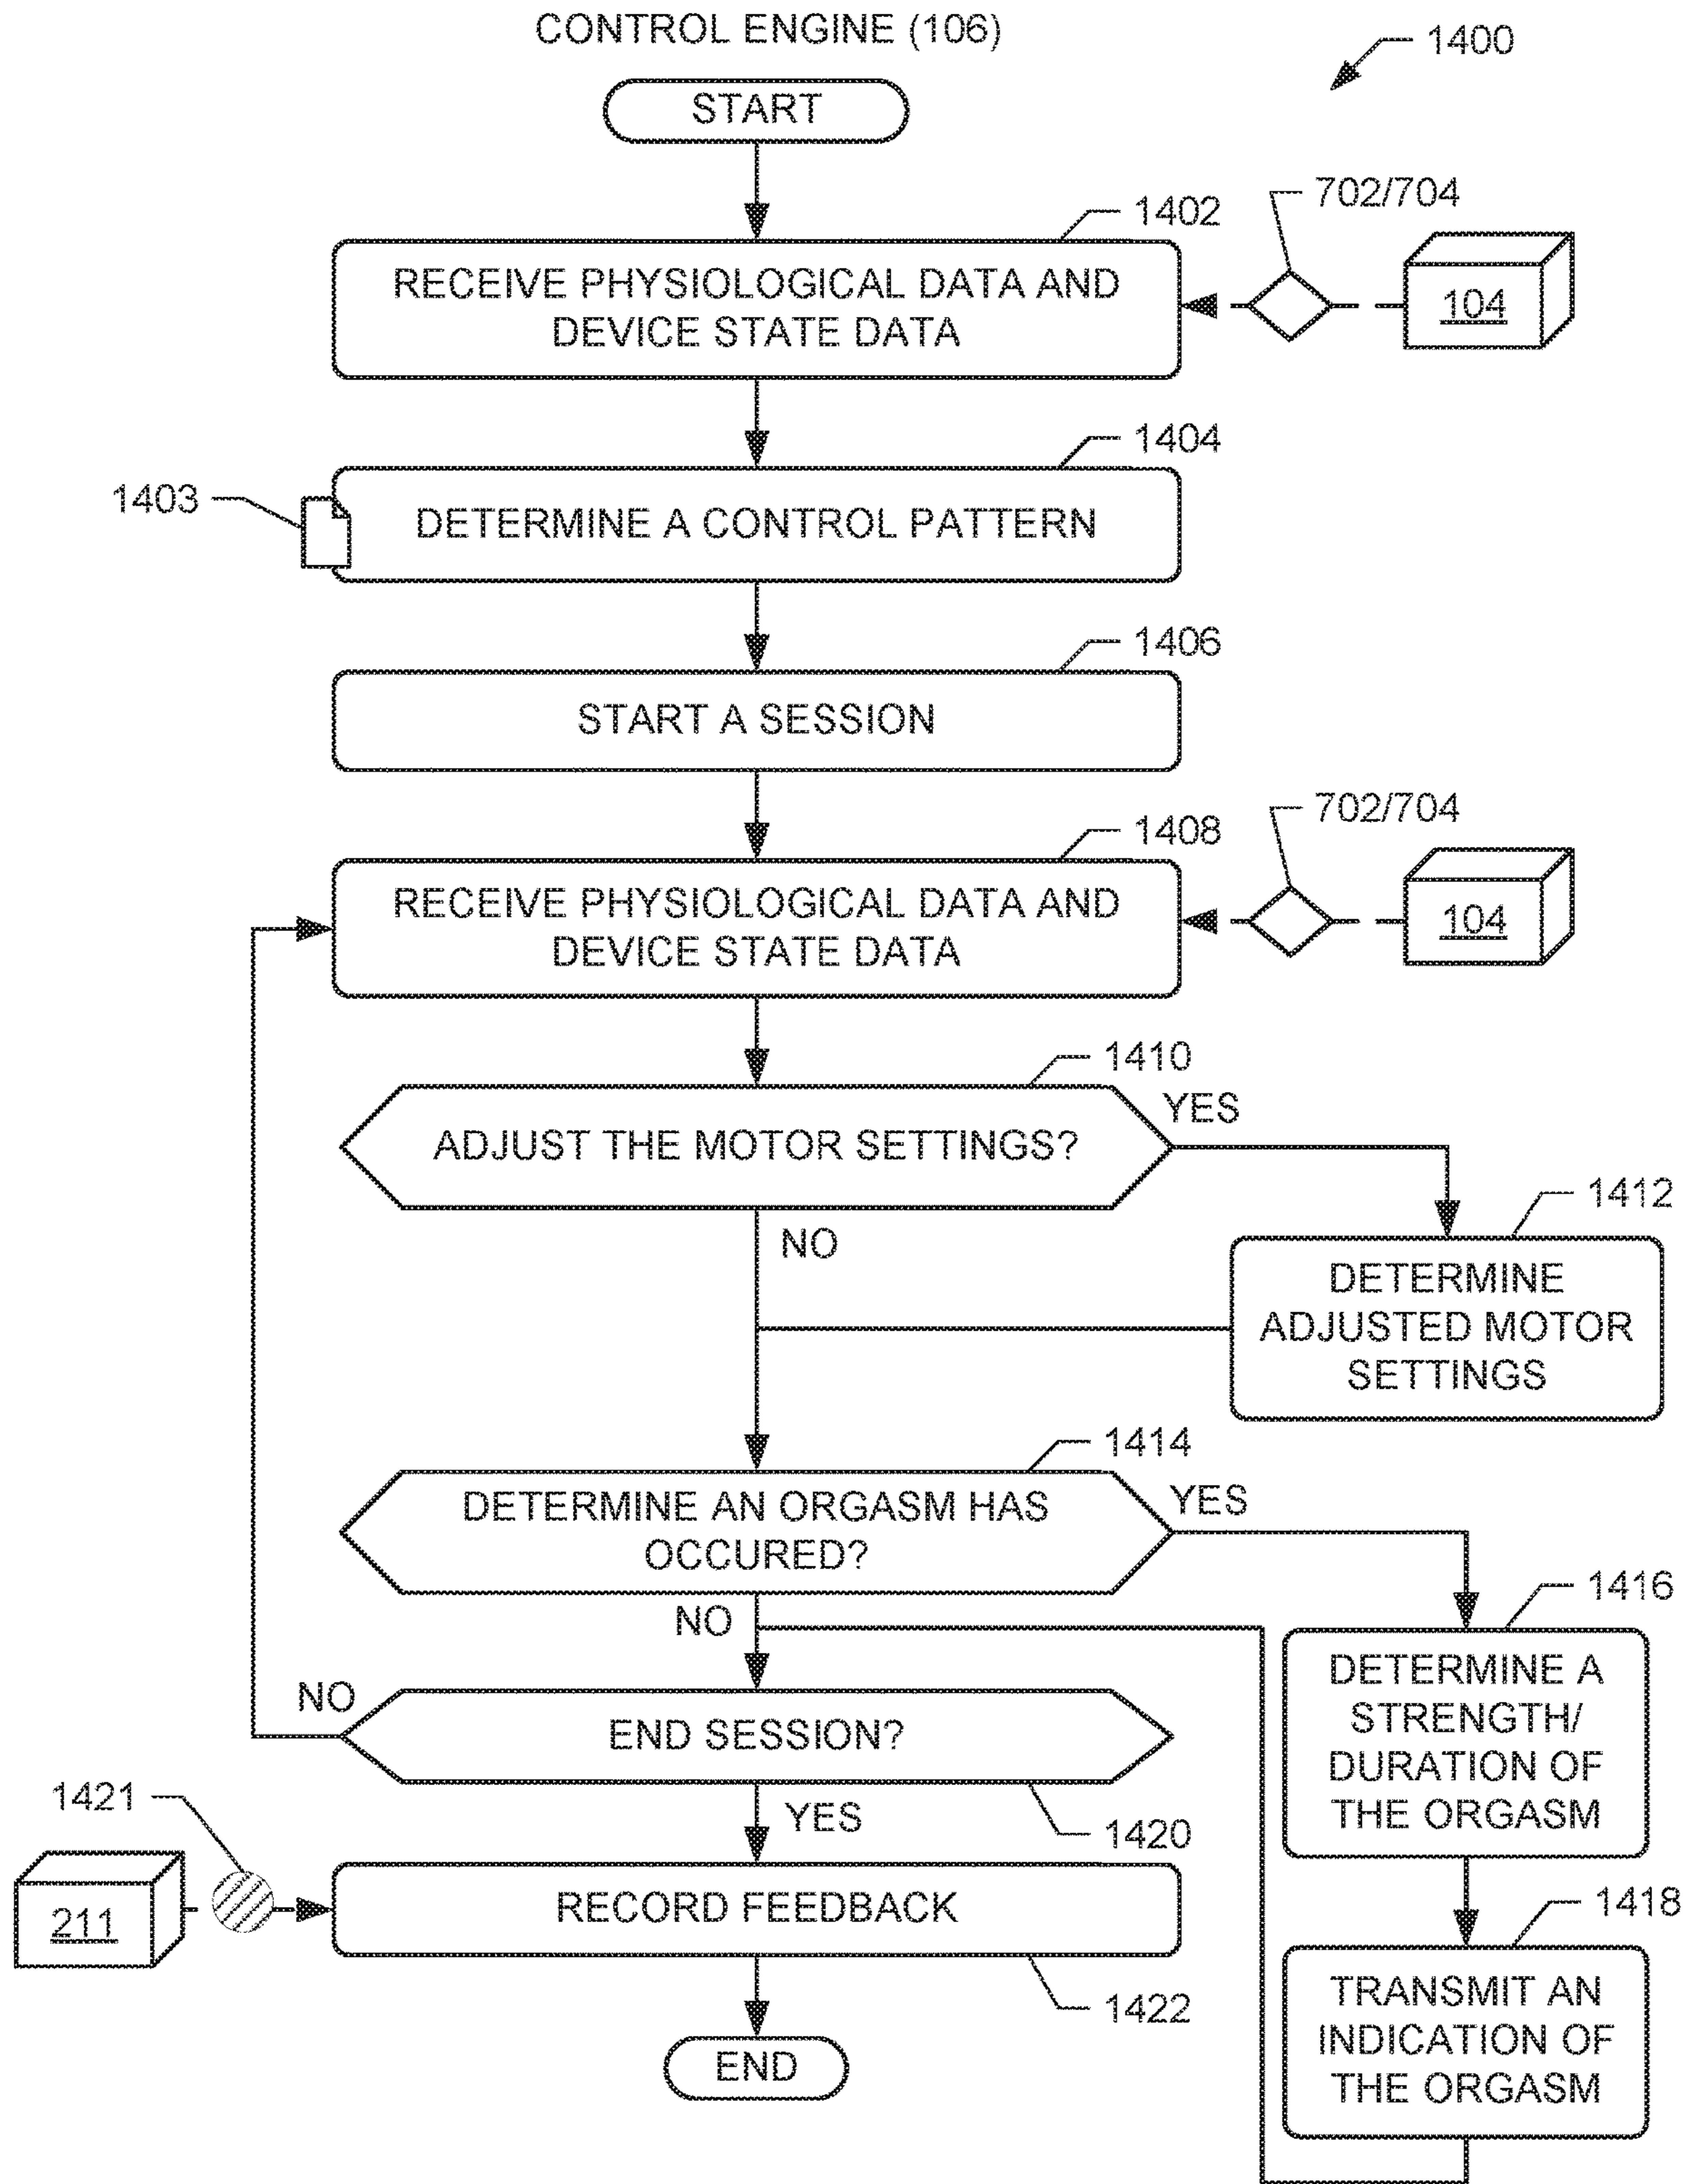 CONTROL ENGINE (106)
1400
START
702/704
1402
RECEIVE PHYSIOLOGICAL DATA AND
DEVICE STATE DATA
104
1404
1403
DETERMINE A CONTROL PATTERN
1406
START A SESSION
702/704
1408
RECEIVE PHYSIOLOGICAL DATA AND
DEVICE STATE DATA
104
1410
YES
ADJUST THE MOTOR SETTINGS?
1412
NO
DETERMINE
ADJUSTED MOTOR
SETTINGS
1414
YES
DETERMINE AN ORGASM HAS
OCCURED?
1416
NO
DETERMINE A
STRENGTH/
DURATION OF
THE ORGASM
NO
END SESSION?
1421
YES
1420
211
RECORD FEEDBACK
1418
1422
TRANSMIT AN
INDICATION OF
THE ORGASM
END